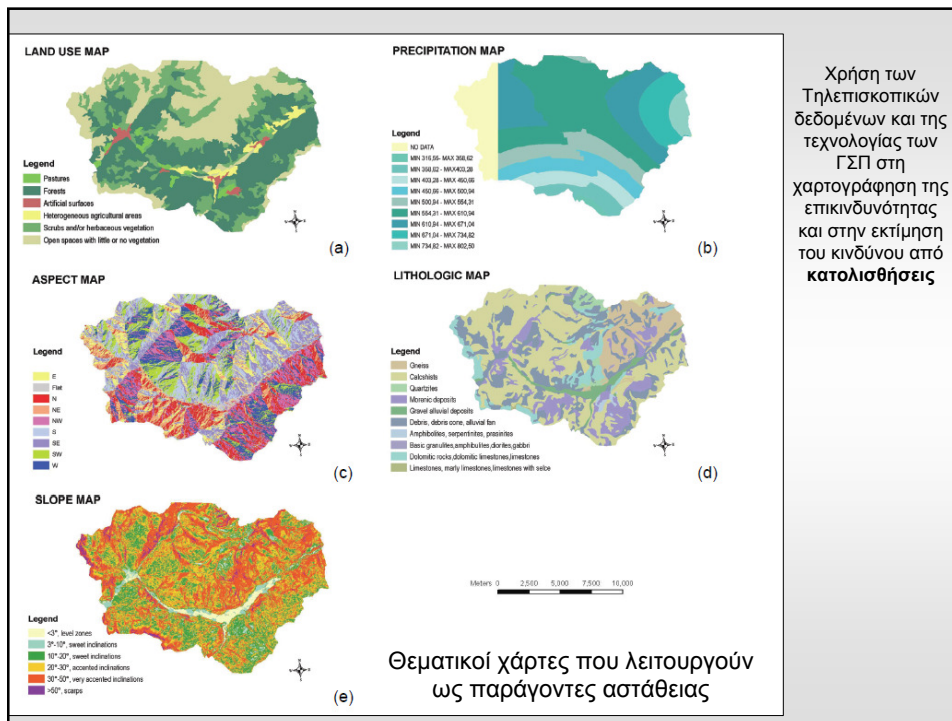 LAND USE MAP
Legend
Pastures
Forests
Artificial surfaces
Heterogeneous agricultural areas
Scrubs and/or herbaceous vegetation
Open spaces with little or no vegetation
(a)
PRECIPITATION MAP
Legend
NO DATA
MIN 316,66- MAX 358,62
MIN 358,62 - MAX403,28
MIN 403,28 - MAX 450,66
MIN 450,66 - MAX 500,94
MIN 500,94 - MAX 554,31
MIN 554,31 - MAX 610,94
MIN 610,94 - MAX 671,04
MIN 671,04 - MAX 734,82
MIN 734,82 - MAX 802,50
(b)
ASPECT MAP
Legend
E
Flat
N
NE
NW
S
SE
SW
W
(c)
LITHOLOGIC MAP
Legend
Gneiss
Calcshists
Quartzites
Morenic deposits
Gravel alluvial deposits
Debris, debris cone, alluvial fan
Amphibolites, serpentinites, prasinites
Basic granulites,amphibulites,diorites,gabbri
Dolomitic rocks,dolomitic limestones,limestones
Limestones, marly limestones,limestones with selce
(d)
SLOPE MAP
Legend
<3°, level zones
3°-10°, sweet inclinations
10°-20°, sweet inclinations
20°-30°, accented inclinations
30°-50°, very accented inclinations
>50°, scarps
(e)
Meters 0 2,500 5,000 7,500 10,000
Θεματικοί χάρτες που λειτουργούν
ως παράγοντες αστάθειας
Χρήση των
Τηλεπισκοπικών
δεδομένων και της
τεχνολογίας των
ΓΣΠ στη
χαρτογράφηση της
επικινδυνότητας
και στην εκτίμηση
του κινδύνου από
κατολισθήσεις